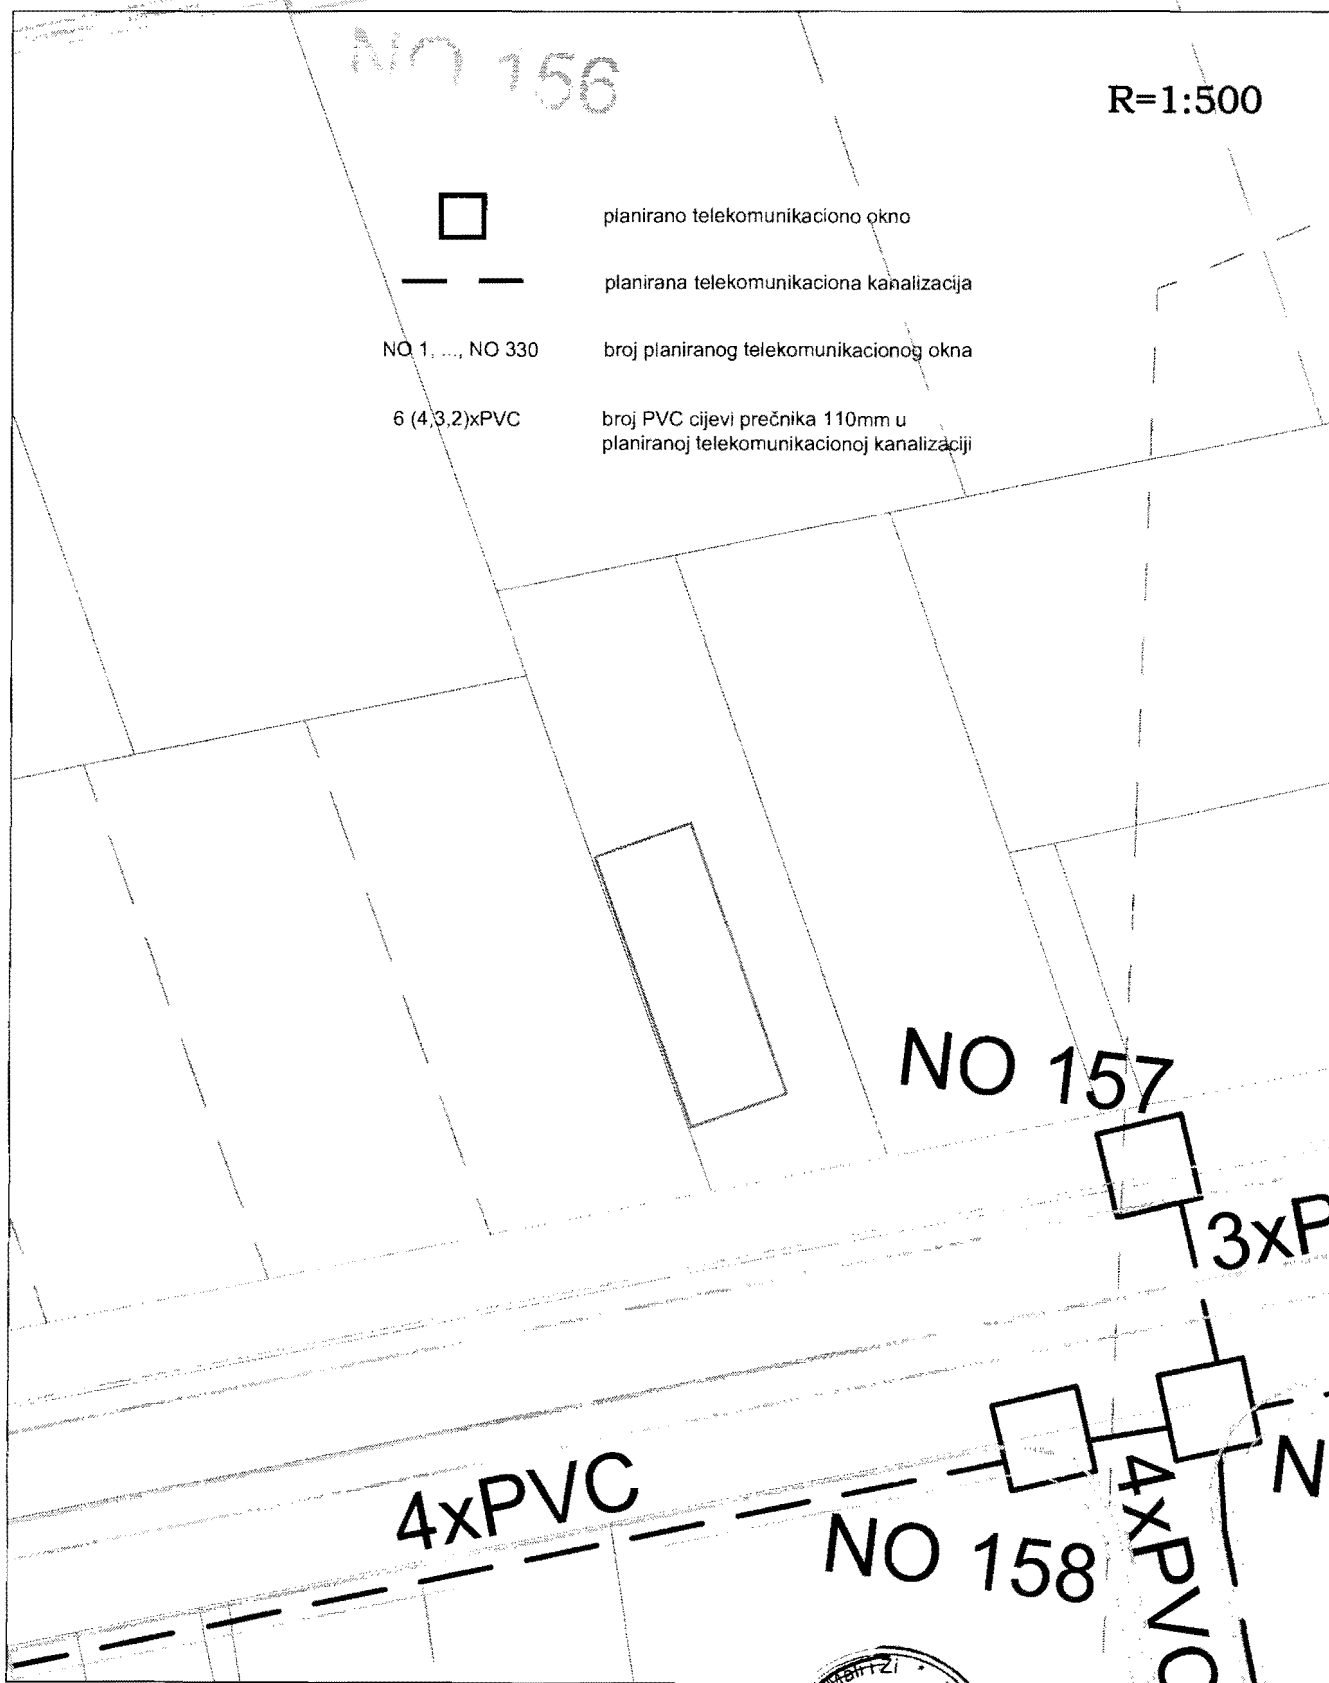 NO 156
R=1:500
planirano telekomunikaciono okno
planirana telekomunikaciona kanalizacija
NO 1, ..., NO 330 broj planiranog telekomunikacionog okna
6 (4,3,2)xPVC broj PVC cijevi prečnika 110mm u
planiranoj telekomunikacionoj kanalizaciji
NO 157
3xP
4xPVC
N
NO 158
4xPVC